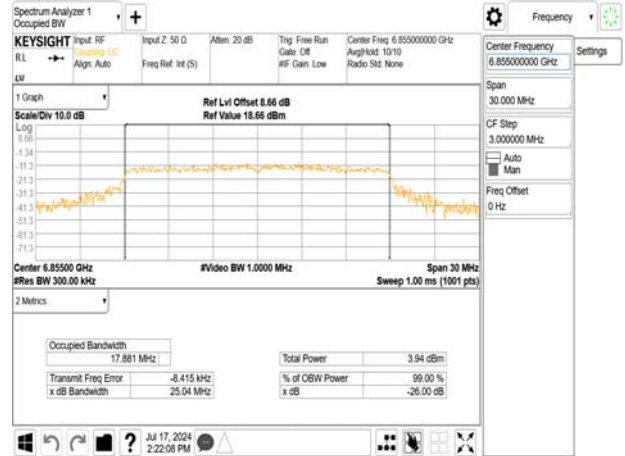 Spectrum Analyzer 1
Occupied BW
Frequency
KEYSIGHT
RL
Input: RF
Coupling: DC
Align: Auto
Input Z: 50 Ω
Freq Ref: Int (S)
Atten: 20 dB
Trig: Free Run
Gate: Off
#IF Gain: Low
Center Freq: 6.855000000 GHz
Avg|Hold: 10/10
Radio Std: None
Center Frequency
6.855000000 GHz
Settings
Span
30.000 MHz
CF Step
3.000000 MHz
Auto
Man
Freq Offset
0 Hz
1 Graph
Scale/Div 10.0 dB
Ref Lvl Offset 8.66 dB
Ref Value 18.66 dBm
Log
8.66
-1.34
-11.3
-21.3
-31.3
-41.3
-51.3
-61.3
-71.3
Center 6.85500 GHz
#Video BW 1.0000 MHz
Span 30 MHz
#Res BW 300.00 kHz
Sweep 1.00 ms (1001 pts)
2 Metrics
Occupied Bandwidth
17.881 MHz
Total Power 3.94 dBm
Transmit Freq Error -8.415 kHz
% of OBW Power 99.00 %
x dB Bandwidth 25.04 MHz
x dB -26.00 dB
Jul 17, 2024
2:22:08 PM